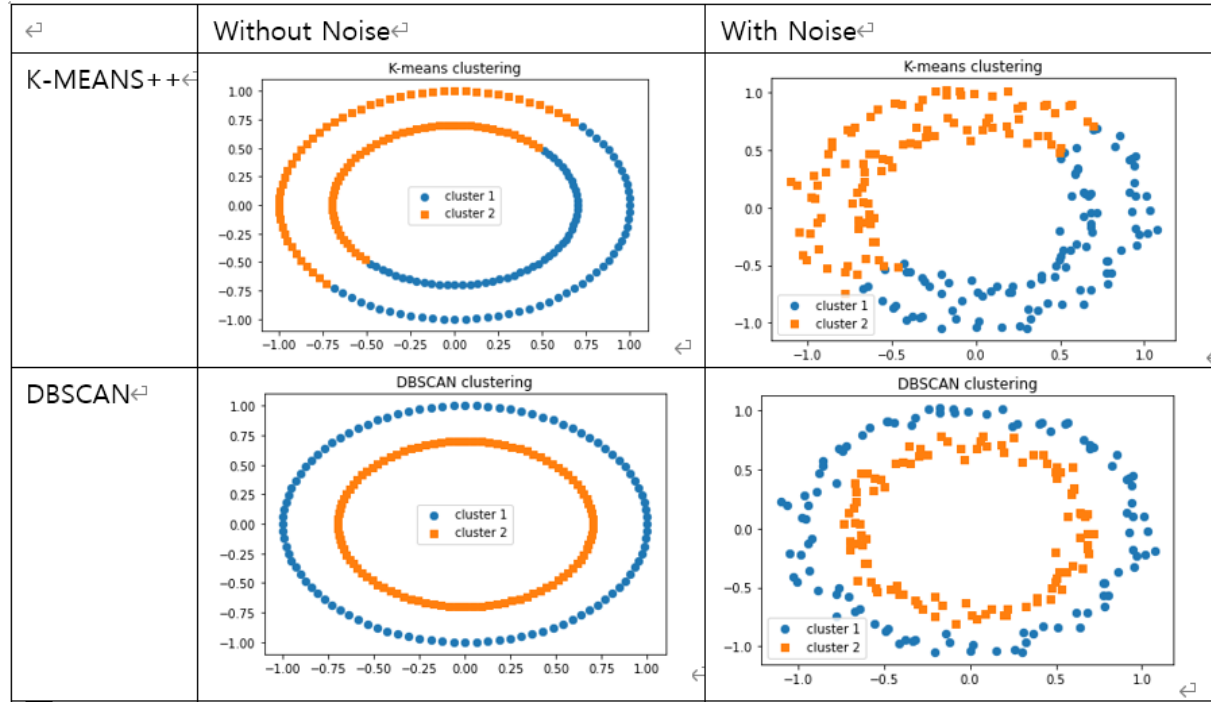 Without Noise
With Noise
K-MEANS++
K-means clustering
1.00
0.75
0.50
0.25
0.00
−0.25
−0.50
−0.75
−1.00
cluster 1
cluster 2
−1.00 −0.75 −0.50 −0.25 0.00 0.25 0.50 0.75 1.00
K-means clustering
1.0
0.5
0.0
−0.5
−1.0
cluster 1
cluster 2
−1.0 −0.5 0.0 0.5 1.0
DBSCAN
DBSCAN clustering
1.00
0.75
0.50
0.25
0.00
−0.25
−0.50
−0.75
−1.00
cluster 1
cluster 2
−1.00 −0.75 −0.50 −0.25 0.00 0.25 0.50 0.75 1.00
DBSCAN clustering
1.0
0.5
0.0
−0.5
−1.0
cluster 1
cluster 2
−1.0 −0.5 0.0 0.5 1.0